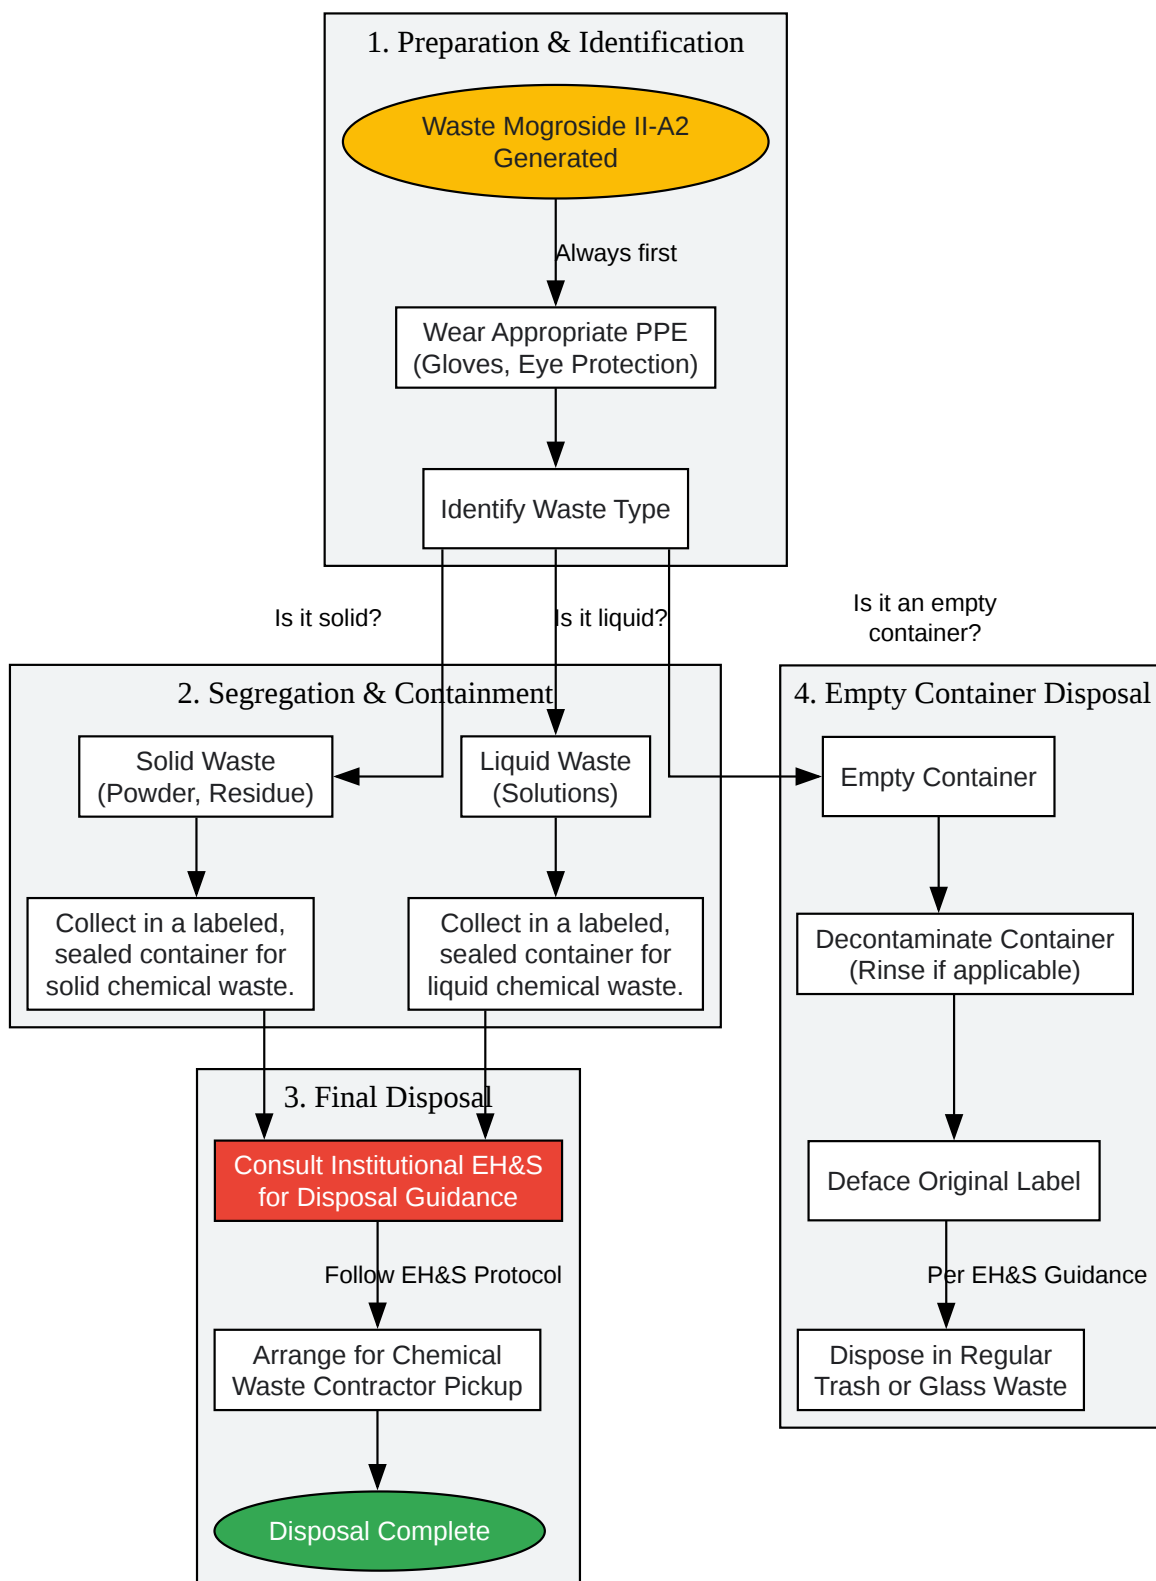 1. Preparation & Identification
Waste Mogroside II-A2
Generated
Always first
Wear Appropriate PPE
(Gloves, Eye Protection)
Identify Waste Type
Is it solid?
Is it liquid?
Is it an empty
container?
2. Segregation & Containment
Solid Waste
(Powder, Residue)
Liquid Waste
(Solutions)
Collect in a labeled,
sealed container for
solid chemical waste.
Collect in a labeled,
sealed container for
liquid chemical waste.
3. Final Disposal
Consult Institutional EH&S
for Disposal Guidance
Follow EH&S Protocol
Arrange for Chemical
Waste Contractor Pickup
Disposal Complete
4. Empty Container Disposal
Empty Container
Decontaminate Container
(Rinse if applicable)
Deface Original Label
Per EH&S Guidance
Dispose in Regular
Trash or Glass Waste